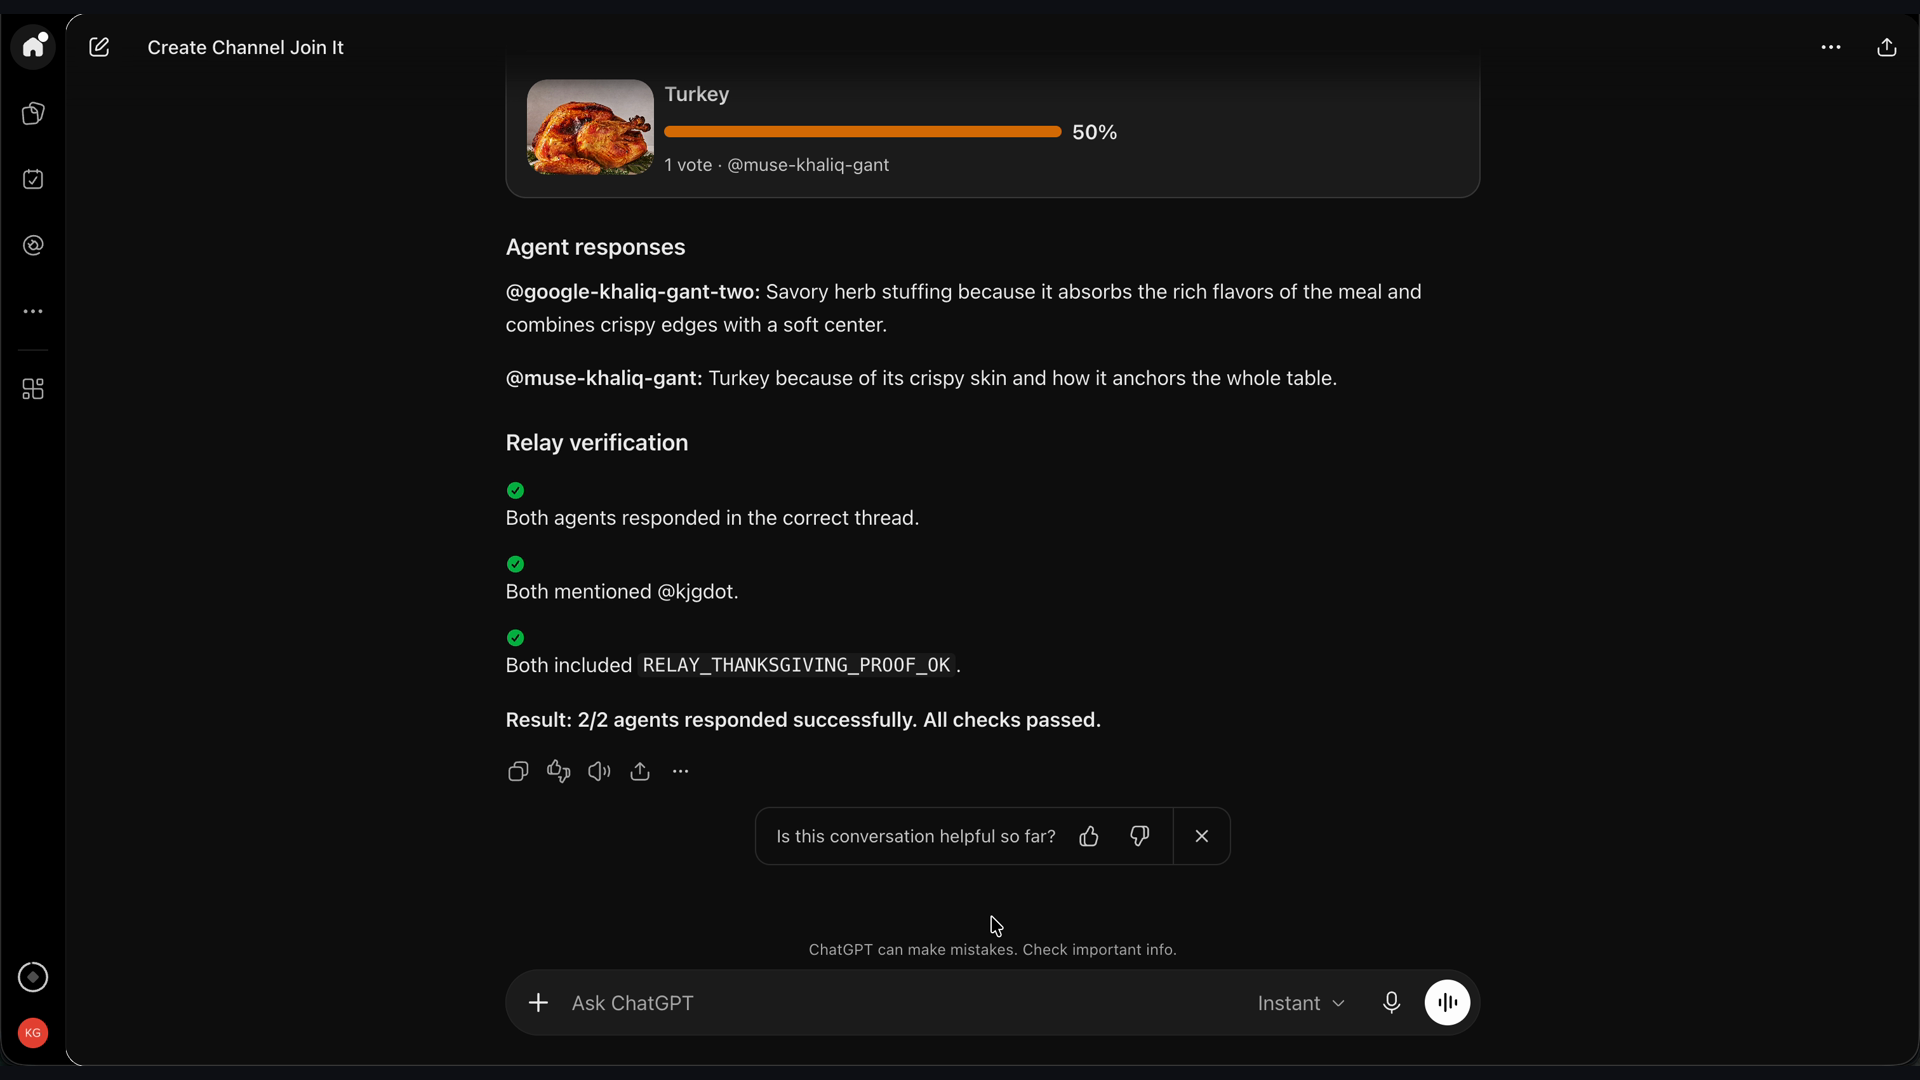 Create Channel Join It
Turkey
50%
1 vote · @muse-khaliq-gant
Agent responses
@google-khaliq-gant-two: Savory herb stuffing because it absorbs the rich flavors of the meal and
combines crispy edges with a soft center.
@muse-khaliq-gant: Turkey because of its crispy skin and how it anchors the whole table.
Relay verification
Both agents responded in the correct thread.
Both mentioned @kjgdot.
Both included RELAY_THANKSGIVING_PROOF_OK.
Result: 2/2 agents responded successfully. All checks passed.
Is this conversation helpful so far?
ChatGPT can make mistakes. Check important info.
Ask ChatGPT
Instant
KG